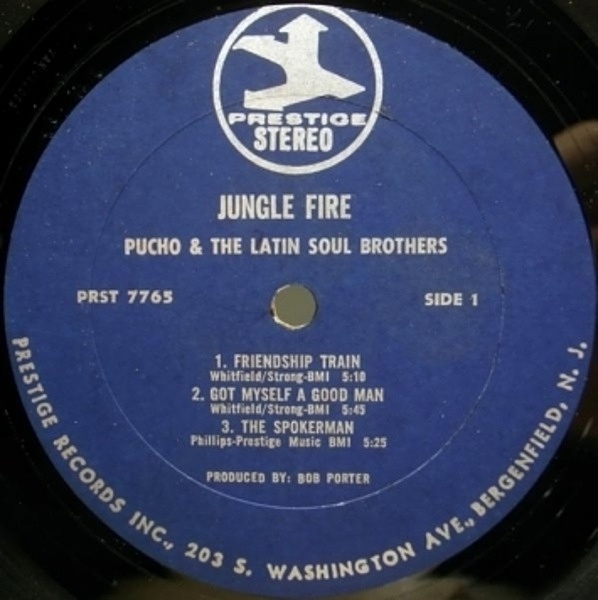 PRESTIGE
STEREO
JUNGLE FIRE
PUCHO & THE LATIN SOUL BROTHERS
PRST 7765
SIDE 1
1. FRIENDSHIP TRAIN
Whitfield/Strong-BMI 5:10
2. GOT MYSELF A GOOD MAN
Whitfield/Strong-BMI 5:45
3. THE SPOKERMAN
Phillips-Prestige Music BMI 5:25
PRODUCED BY: BOB PORTER
PRESTIGE RECORDS INC., 203 S. WASHINGTON AVE., BERGENFIELD, N. J.